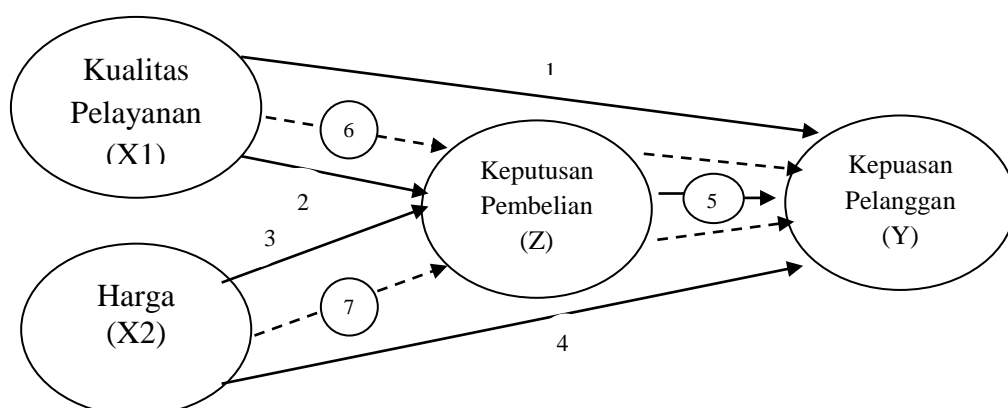 Kualitas
Pelayanan
(X1)
1
6
2
3
7
4
Harga
(X2)
Keputusan
Pembelian
(Z)
5
Kepuasan
Pelanggan
(Y)